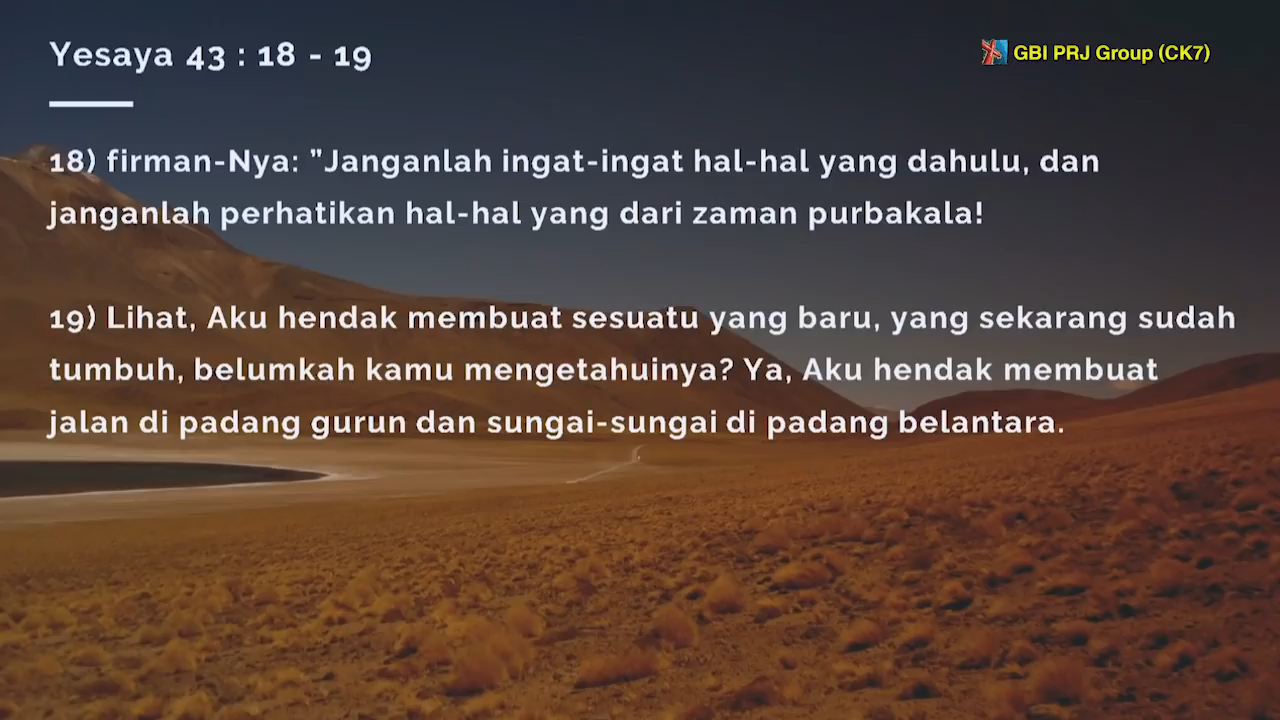 Yesaya 43 : 18 - 19
GBI PRJ Group (CK7)
18) firman-Nya: ”Janganlah ingat-ingat hal-hal yang dahulu, dan
janganlah perhatikan hal-hal yang dari zaman purbakala!
19) Lihat, Aku hendak membuat sesuatu yang baru, yang sekarang sudah
tumbuh, belumkah kamu mengetahuinya? Ya, Aku hendak membuat
jalan di padang gurun dan sungai-sungai di padang belantara.